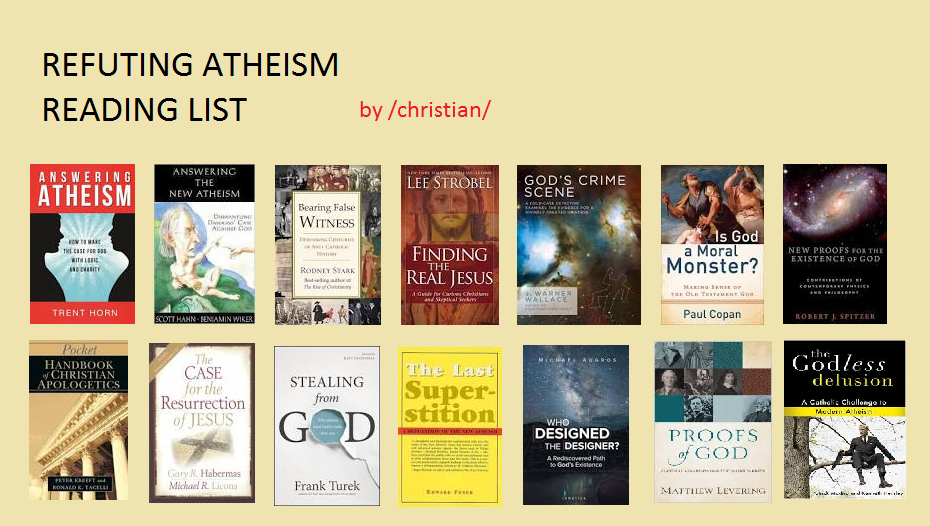 REFUTING ATHEISM
READING LIST
by /christian/
ANSWERING
ATHEISM
HOW TO MAKE
THE CASE FOR GOD
WITH LOGIC
AND CHARITY
TRENT HORN
ANSWERING
THE
NEW ATHEISM
DISMANTLING
DAWKINS' CASE
AGAINST GOD
SCOTT HAHN · BENJAMIN WIKER
Bearing False
WITNESS
DEBUNKING CENTURIES
OF ANTI-CATHOLIC
HISTORY
RODNEY STARK
Best-selling author of
The Rise of Christianity
NEW YORK TIMES BESTSELLING AUTHOR
LEE STROBEL
FINDING
THE
REAL JESUS
A Guide for Curious Christians
and Skeptical Seekers
GOD'S CRIME
SCENE
A COLD-CASE DETECTIVE
EXAMINES THE EVIDENCE FOR A
DIVINELY CREATED UNIVERSE
J. WARNER
WALLACE
Is God
a Moral
Monster?
MAKING SENSE OF
THE OLD TESTAMENT GOD
Paul Copan
NEW PROOFS FOR THE
EXISTENCE OF GOD
CONTRIBUTIONS OF
CONTEMPORARY PHYSICS
AND PHILOSOPHY
ROBERT J. SPITZER
Pocket
HANDBOOK
OF CHRISTIAN
APOLOGETICS
PETER KREEFT AND
RONALD K. TACELLI
The
CASE
for the
Resurrection
of JESUS
Gary R. Habermas
Michael R. Licona
STEALING
from
GOD
Frank Turek
The Last
Super-
stition
A REFUTATION OF THE NEW ATHEISM
EDWARD FESER
MICHAEL AUGROS
WHO
DESIGNED
THE DESIGNER?
A Rediscovered Path
to God's Existence
IGNATIUS
PROOFS
of GOD
MATTHEW LEVERING
the
Godless
delusion
A Catholic Challenge to
Modern Atheism